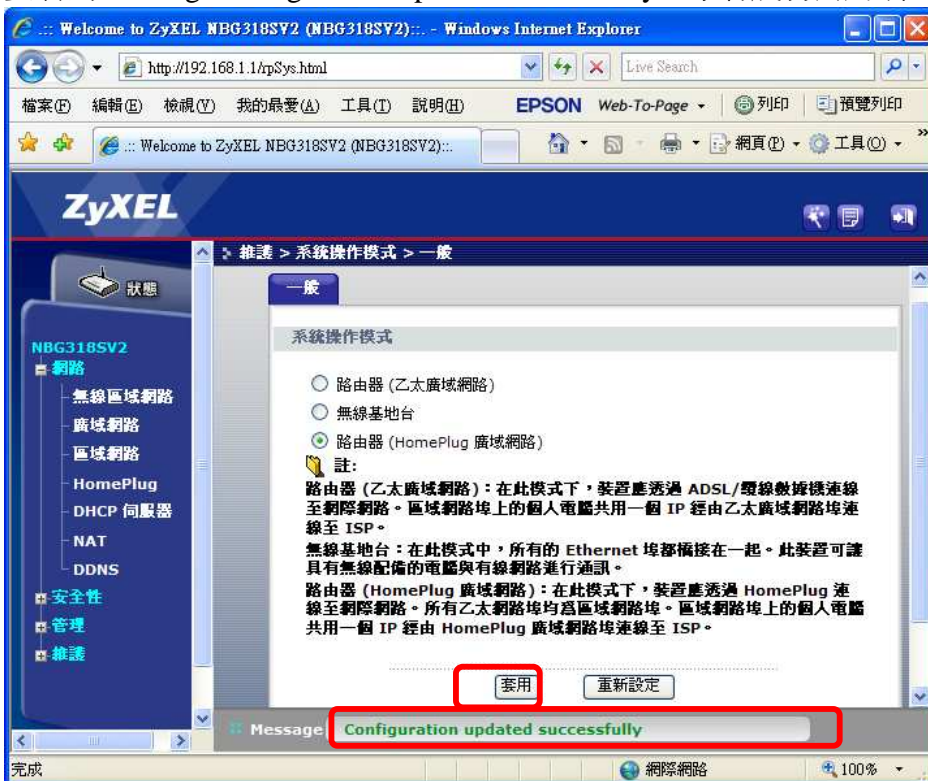 .:: Welcome to ZyXEL NBG318SV2 (NBG318SV2)::. - Windows Internet Explorer
http://192.168.1.1/rpSys.html
Live Search
檔案(F) 編輯(E) 檢視(V) 我的最愛(A) 工具(T) 說明(H) EPSON Web-To-Page 列印 預覽列印
.:: Welcome to ZyXEL NBG318SV2 (NBG318SV2)::. 網頁(P) 工具(O) »
ZyXEL
維護 > 系統操作模式 > 一般
狀態
一般
NBG318SV2
網路
無線區域網路
廣域網路
區域網路
HomePlug
DHCP 伺服器
NAT
DDNS
安全性
管理
維護
系統操作模式
路由器 (乙太廣域網路)
無線基地台
路由器 (HomePlug 廣域網路)
註:
路由器 (乙太廣域網路):在此模式下,裝置應透過 ADSL/纜線數據機連線
至網際網路。區域網路埠上的個人電腦共用一個 IP 經由乙太廣域網路埠連
線至 ISP。
無線基地台:在此模式中,所有的 Ethernet 埠都橋接在一起。此裝置可讓
具有無線配備的電腦與有線網路進行通訊。
路由器 (HomePlug 廣域網路):在此模式下,裝置應透過 HomePlug 連
線至網際網路。所有乙太網路埠均為區域網路埠。區域網路埠上的個人電腦
共用一個 IP 經由 HomePlug 廣域網路埠連線至 ISP。
套用 重新設定
Message Configuration updated successfully
完成 網際網路 100%